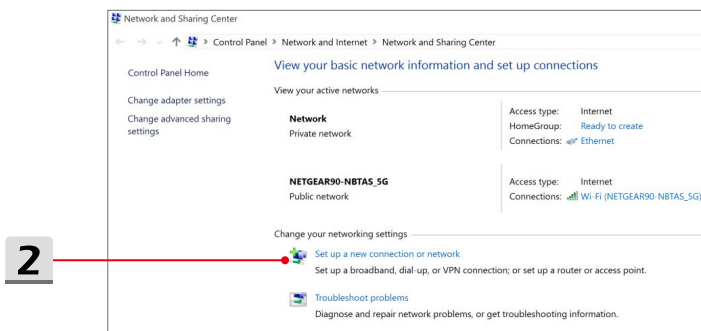 Network and Sharing Center
Control Panel > Network and Internet > Network and Sharing Center
Control Panel Home
Change adapter settings
Change advanced sharing
settings
View your basic network information and set up connections
View your active networks
Network
Private network
Access type: Internet
HomeGroup: Ready to create
Connections: Ethernet
NETGEAR90-NBTAS_5G
Public network
Access type: Internet
Connections: Wi-Fi (NETGEAR90-NBTAS_5G)
Change your networking settings
2
Set up a new connection or network
Set up a broadband, dial-up, or VPN connection; or set up a router or access point.
Troubleshoot problems
Diagnose and repair network problems, or get troubleshooting information.